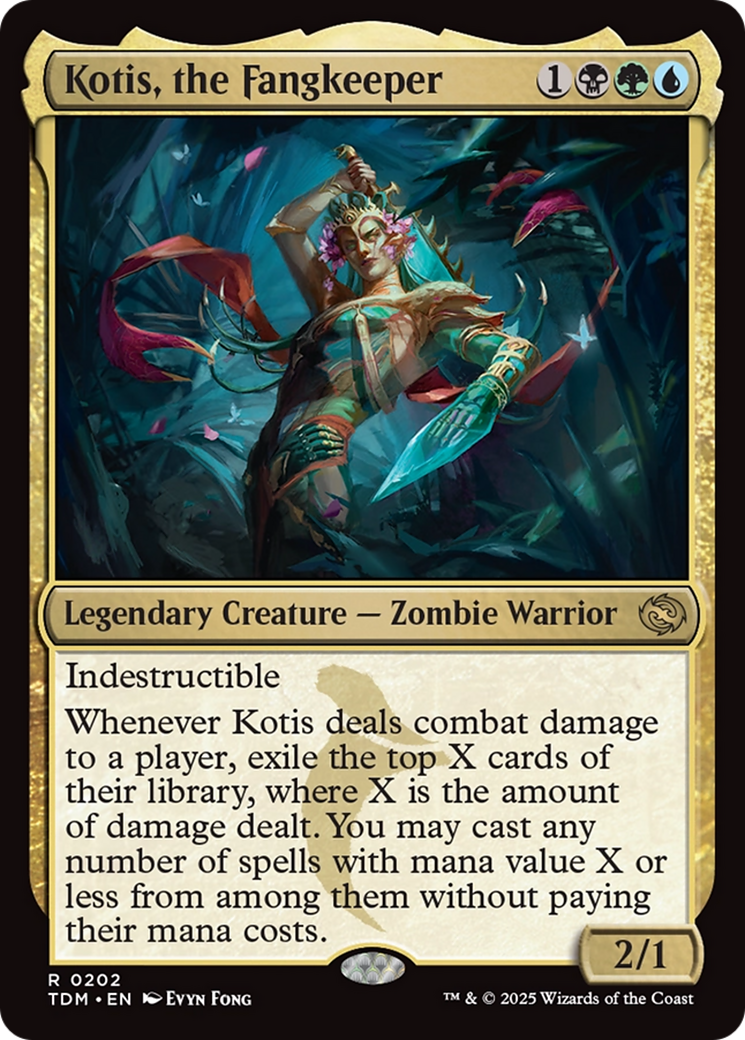 Kotis, the Fangkeeper 1
Legendary Creature — Zombie Warrior
Indestructible
Whenever Kotis deals combat damage
to a player, exile the top X cards of
their library, where X is the amount
of damage dealt. You may cast any
number of spells with mana value X or
less from among them without paying
their mana costs.
2/1
R 0202
TDM • EN Evyn Fong
™ & © 2025 Wizards of the Coast